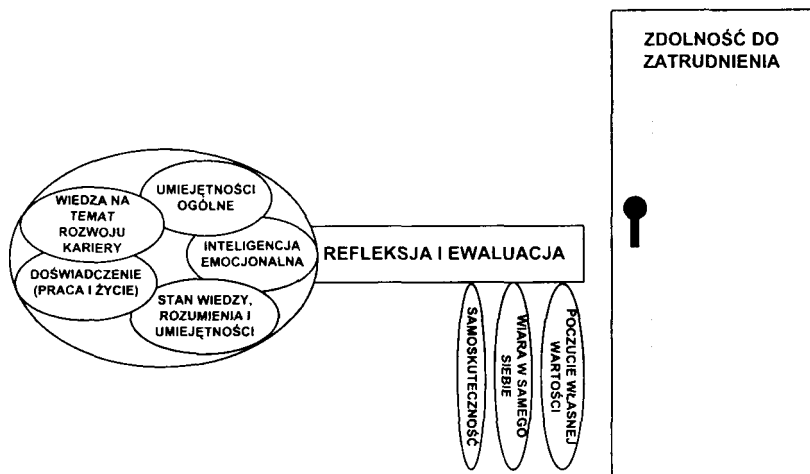 ZDOLNOŚĆ DO
ZATRUDNIENIA
UMIEJĘTNOŚCI
OGÓLNE
WIEDZA NA
TEMAT
ROZWOJU
KARIERY
INTELIGENCJA
EMOCJONALNA
DOŚWIADCZENIE
(PRACA I ŻYCIE)
STAN WIEDZY,
ROZUMIENIA I
UMIEJĘTNOŚCI
REFLEKSJA I EWALUACJA
SAMOSKUTECZNOŚĆ
WIARA W SAMEGO
SIEBIE
POCZUCIE WŁASNEJ
WARTOŚCI